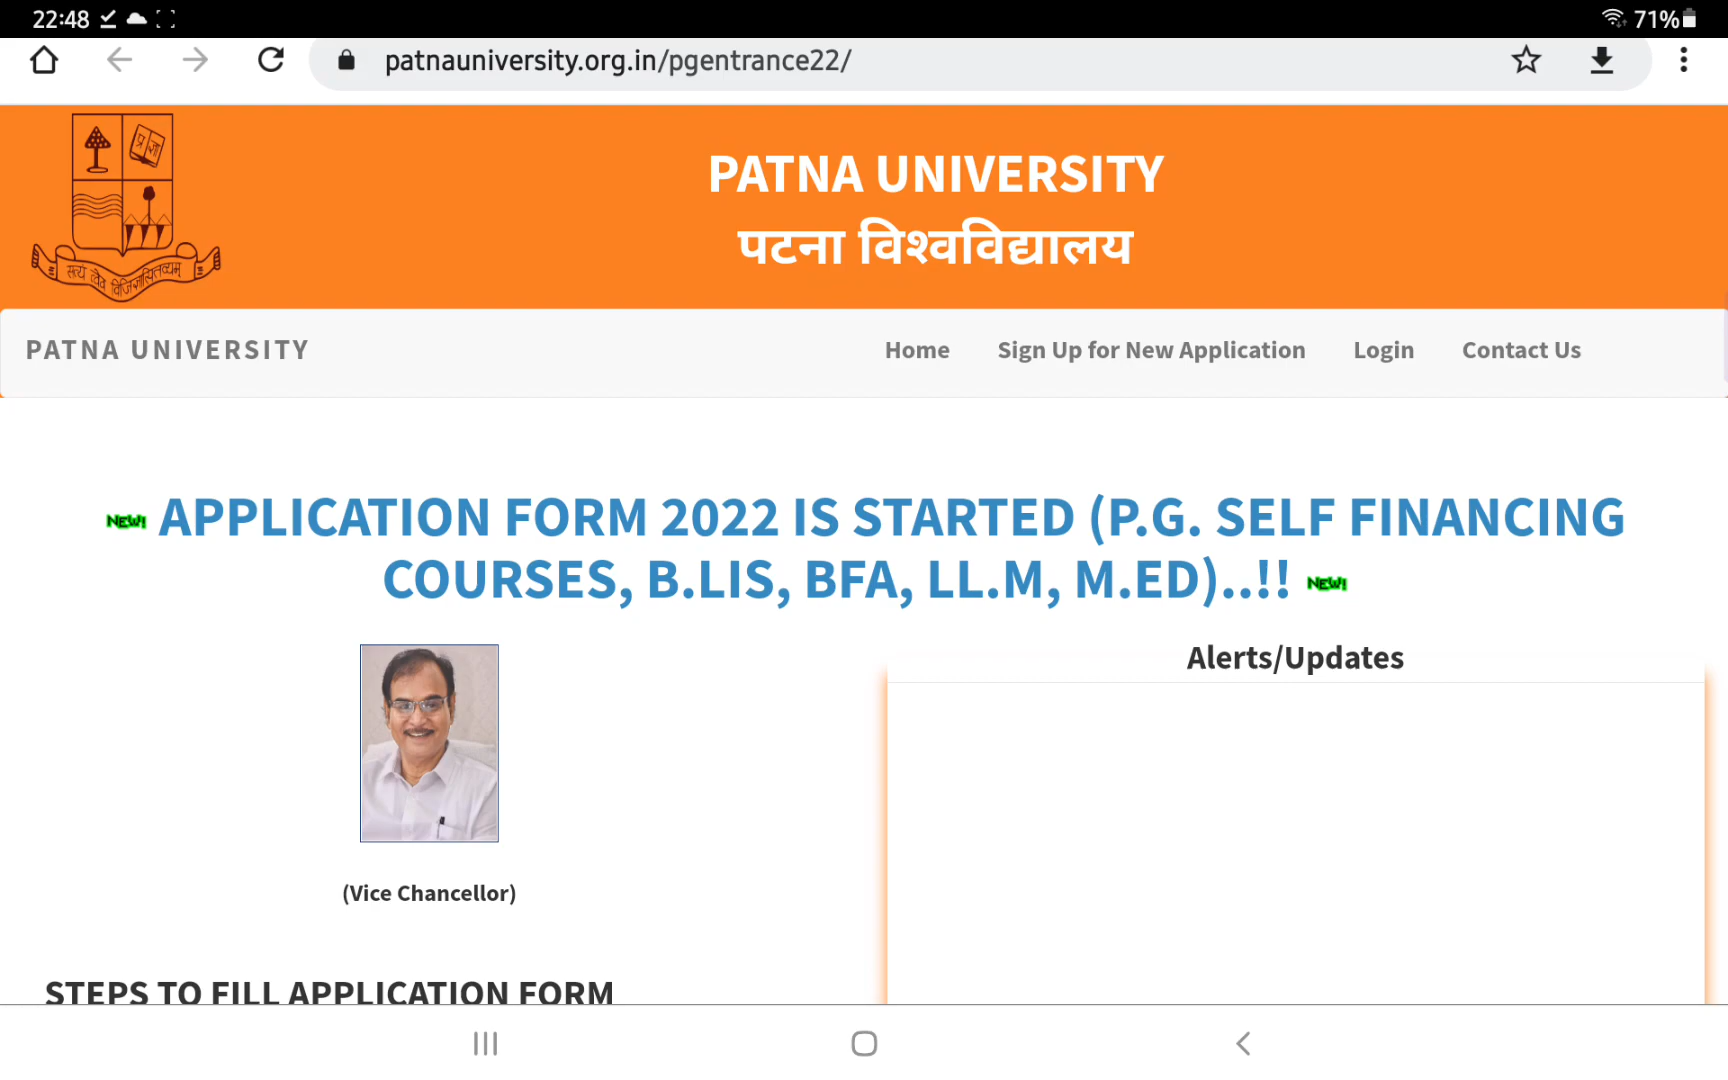 22:48
71%
patnauniversity.org.in/pgentrance22/
PATNA UNIVERSITY
पटना विश्वविद्यालय
PATNA UNIVERSITY
Home
Sign Up for New Application
Login
Contact Us
NEW! APPLICATION FORM 2022 IS STARTED (P.G. SELF FINANCING
COURSES, B.LIS, BFA, LL.M, M.ED)..!! NEW!
Alerts/Updates
(Vice Chancellor)
STEPS TO FILL APPLICATION FORM